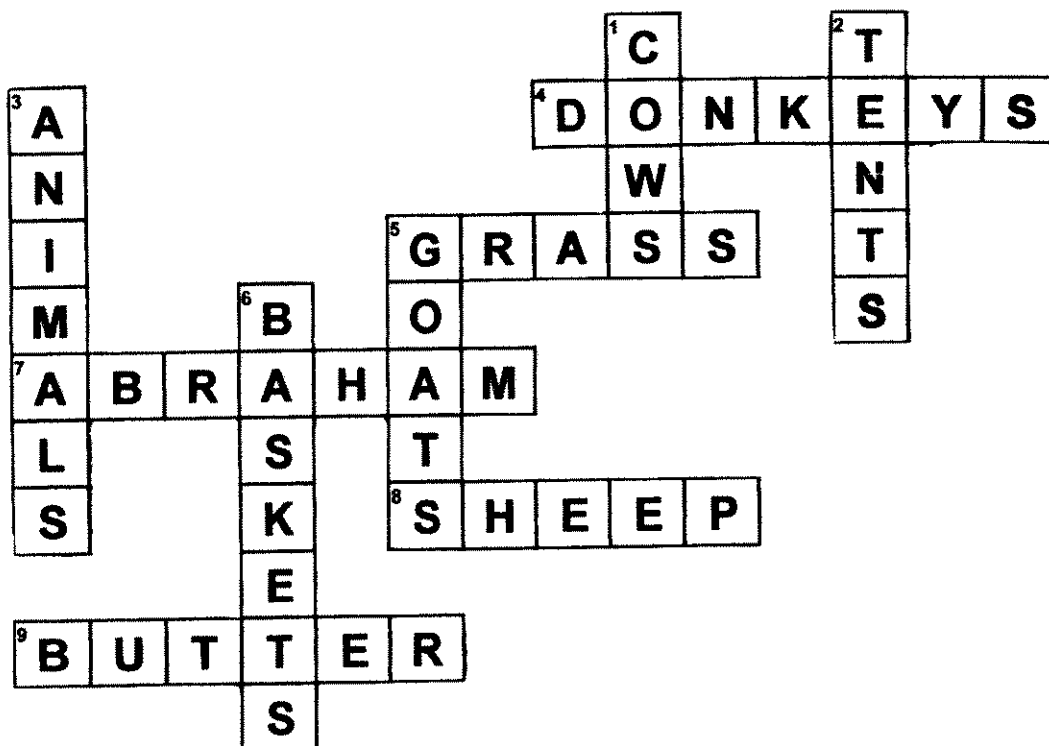 1 C 2 T
3 A 4 D O N K E Y S
N W N
I 5 G R A S S T
M 6 B O S
7 A B R A H A M
L S T
S K 8 S H E E P
E
9 B U T T E R
S